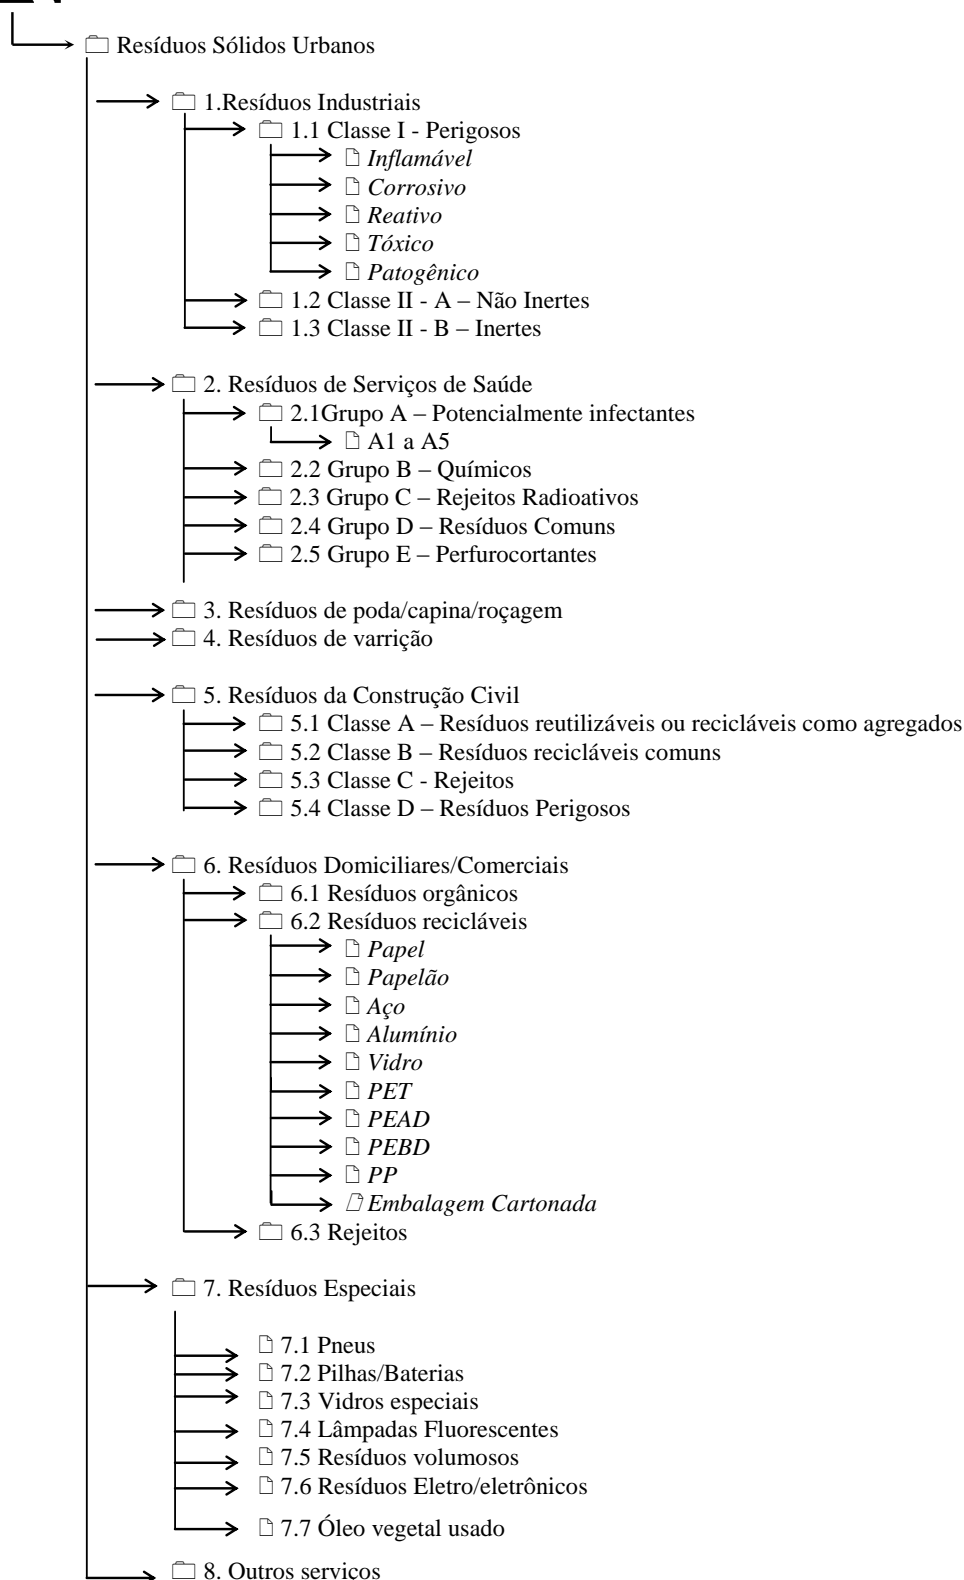 Resíduos Sólidos Urbanos
1.Resíduos Industriais
1.1 Classe I - Perigosos
Inflamável
Corrosivo
Reativo
Tóxico
Patogênico
1.2 Classe II - A – Não Inertes
1.3 Classe II - B – Inertes
2. Resíduos de Serviços de Saúde
2.1Grupo A – Potencialmente infectantes
A1 a A5
2.2 Grupo B – Químicos
2.3 Grupo C – Rejeitos Radioativos
2.4 Grupo D – Resíduos Comuns
2.5 Grupo E – Perfurocortantes
3. Resíduos de poda/capina/roçagem
4. Resíduos de varrição
5. Resíduos da Construção Civil
5.1 Classe A – Resíduos reutilizáveis ou recicláveis como agregados
5.2 Classe B – Resíduos recicláveis comuns
5.3 Classe C - Rejeitos
5.4 Classe D – Resíduos Perigosos
6. Resíduos Domiciliares/Comerciais
6.1 Resíduos orgânicos
6.2 Resíduos recicláveis
Papel
Papelão
Aço
Alumínio
Vidro
PET
PEAD
PEBD
PP
Embalagem Cartonada
6.3 Rejeitos
7. Resíduos Especiais
7.1 Pneus
7.2 Pilhas/Baterias
7.3 Vidros especiais
7.4 Lâmpadas Fluorescentes
7.5 Resíduos volumosos
7.6 Resíduos Eletro/eletrônicos
7.7 Óleo vegetal usado
8. Outros serviços